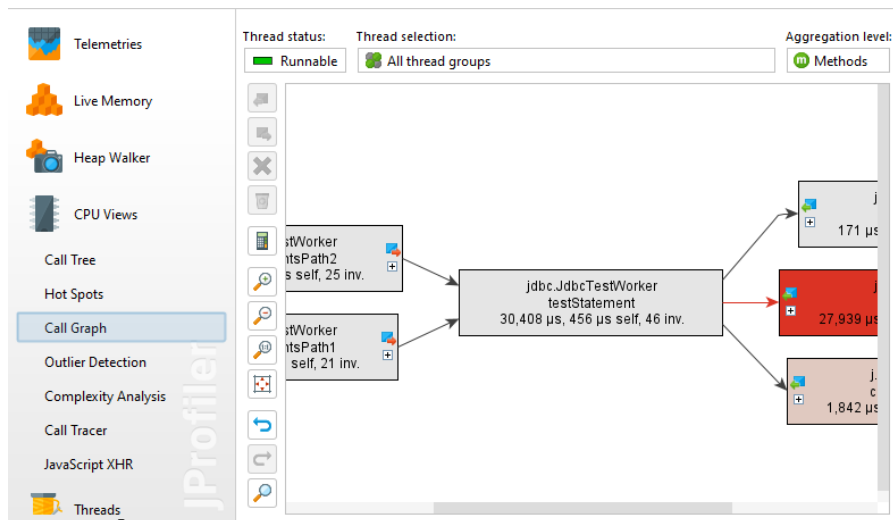 Telemetries
Live Memory
Heap Walker
CPU Views
Call Tree
Hot Spots
Call Graph
Outlier Detection
Complexity Analysis
Call Tracer
JavaScript XHR
Threads
JProfiler
Thread status:
Runnable
Thread selection:
All thread groups
Aggregation level:
m Methods
stWorker
ntsPath2
s self, 25 inv.
stWorker
ntsPath1
self, 21 inv.
jdbc.JdbcTestWorker
testStatement
30,408 µs, 456 µs self, 46 inv.
j
171 µs
j
27,939 µs
j.
c
1,842 µs